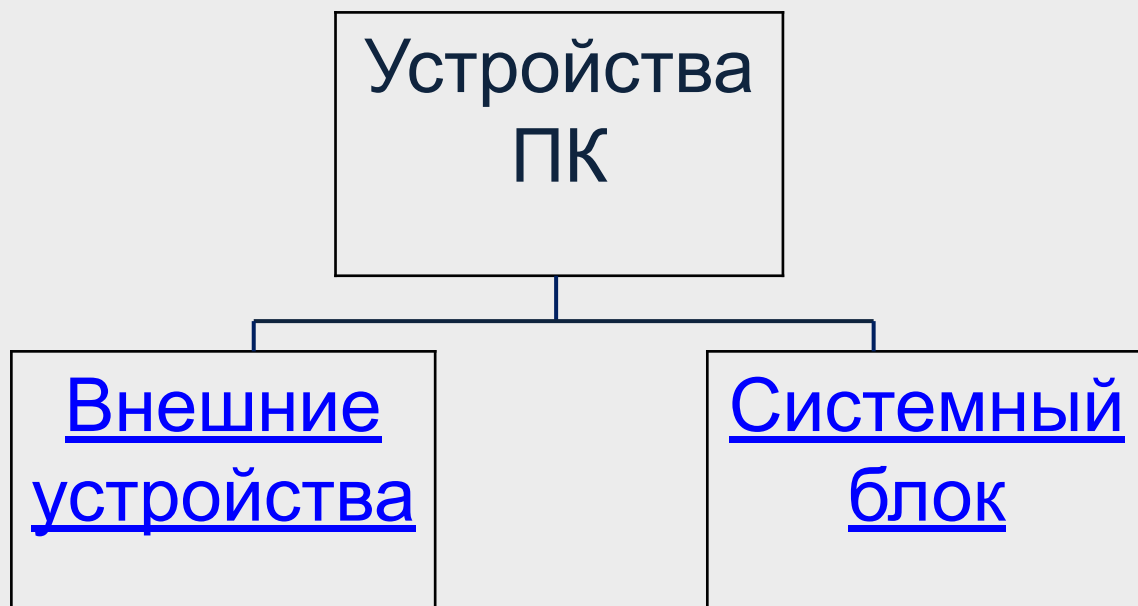 Устройства
ПК
Внешние
устройства
Системный
блок